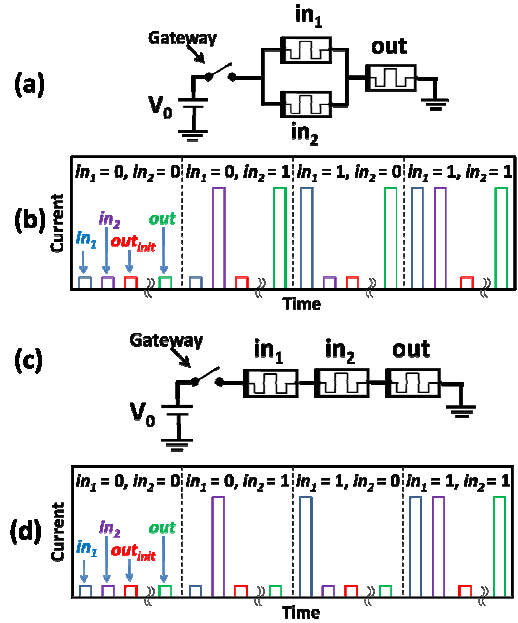 in1
out
Gateway
(a)
V0
in2
in1 = 0, in2 = 0
in1 = 0, in2 = 1
in1 = 1, in2 = 0
in1 = 1, in2 = 1
(b)
Current
in1
in2
outinit
out
Time
(c)
Gateway
in1
in2
out
V0
in1 = 0, in2 = 0
in1 = 0, in2 = 1
in1 = 1, in2 = 0
in1 = 1, in2 = 1
(d)
Current
in1
in2
outinit
out
Time